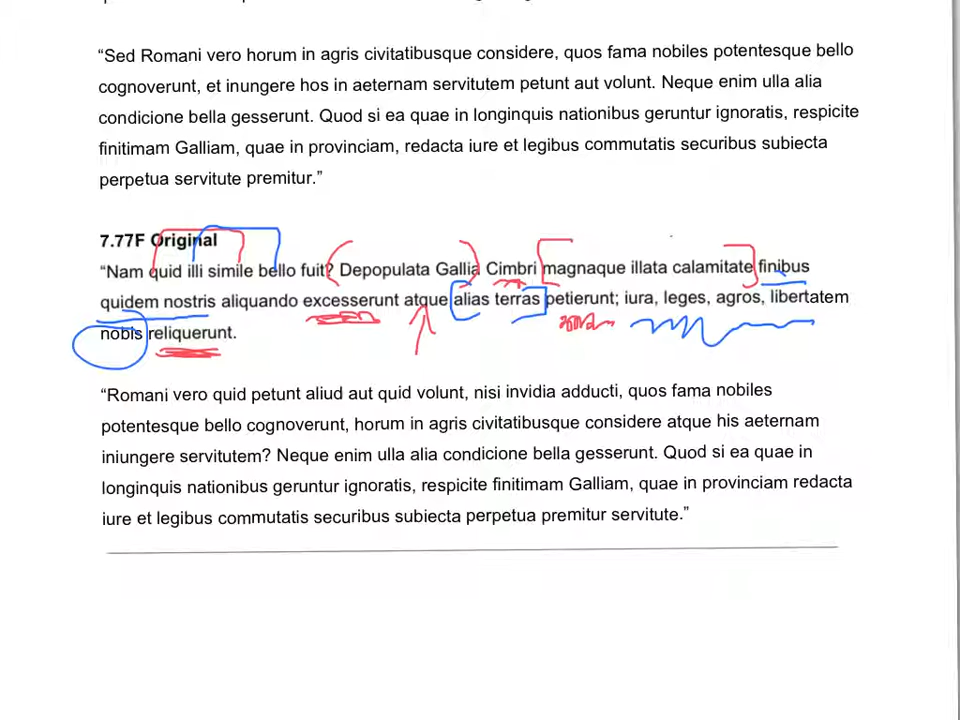 “Sed Romani vero horum in agris civitatibusque considere, quos fama nobiles potentesque bello
cognoverunt, et inungere hos in aeternam servitutem petunt aut volunt. Neque enim ulla alia
condicione bella gesserunt. Quod si ea quae in longinquis nationibus geruntur ignoratis, respicite
finitimam Galliam, quae in provinciam, redacta iure et legibus commutatis securibus subiecta
perpetua servitute premitur.”
7.77F Original
“Nam quid illi simile bello fuit? Depopulata Gallia Cimbri magnaque illata calamitate finibus
quidem nostris aliquando excesserunt atque alias terras petierunt; iura, leges, agros, libertatem
nobis reliquerunt.
“Romani vero quid petunt aliud aut quid volunt, nisi invidia adducti, quos fama nobiles
potentesque bello cognoverunt, horum in agris civitatibusque considere atque his aeternam
iniungere servitutem? Neque enim ulla alia condicione bella gesserunt. Quod si ea quae in
longinquis nationibus geruntur ignoratis, respicite finitimam Galliam, quae in provinciam redacta
iure et legibus commutatis securibus subiecta perpetua premitur servitute.”